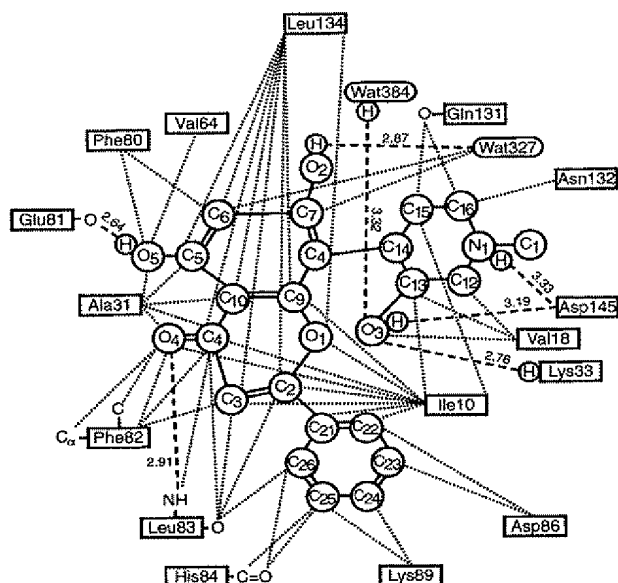 Leu134
Wat384
H
Val64
O Gln131
Phe80
H 2.87 Wat327
O2
Asn132
C6 C7 C15 C16
Glu81 O 2.64 H 3.32
O5 C5 C4 C14 N1 C1
H
C13 C12 3.33
Ala31 C10 C9 3.19 Asp145
H
O4 C4 O1 O3 Val18
2.76
H Lys33
C3 C2 Ile10
C
Cα Phe82 C21 C22
2.91 C26 C23
NH C25 C24
Leu83 O Asp86
His84 C=O Lys89